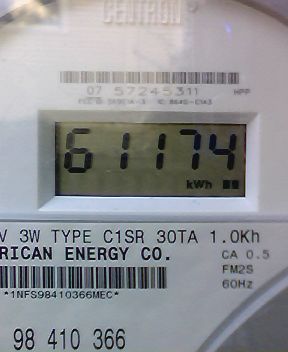 CENTRON
07 57245311 HPP
61174
kWh
V 3W TYPE C1SR 30TA 1.0Kh
RICAN ENERGY CO. CA 0.5
FM2S
*1NFS98410366MEC* 60Hz
98 410 366